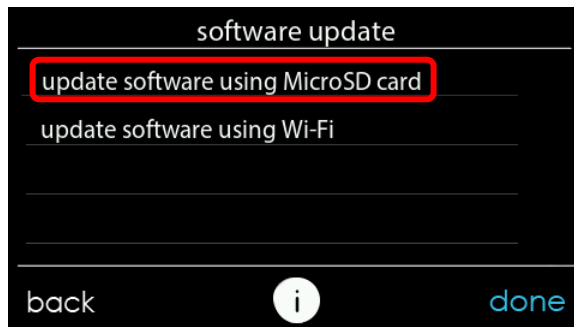 software update
update software using MicroSD card
update software using Wi-Fi
back i done